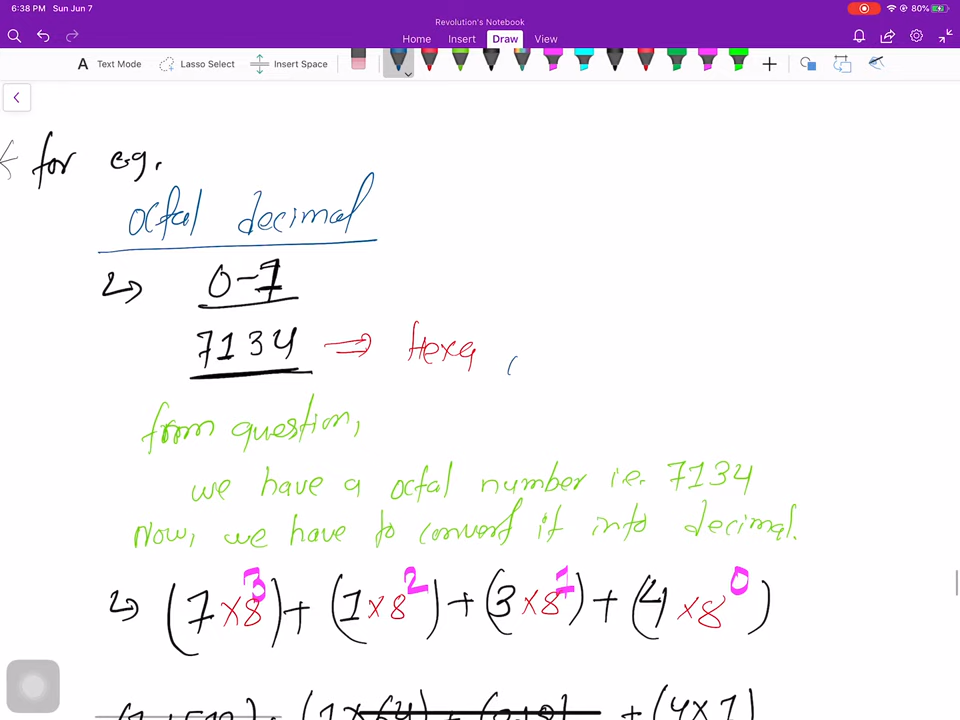 6:38 PM Sun Jun 7
80%
Revolution's Notebook
Home Insert Draw View
A Text Mode Lasso Select Insert Space
for eg.
octal decimal
0-7
7134 ⇒ Hexa (
from question,
we have a octal number i.e. 7134
Now, we have to convert it into decimal.
(7×8³)+(1×8²)+(3×8¹)+(4×8⁰)
+(4×1)